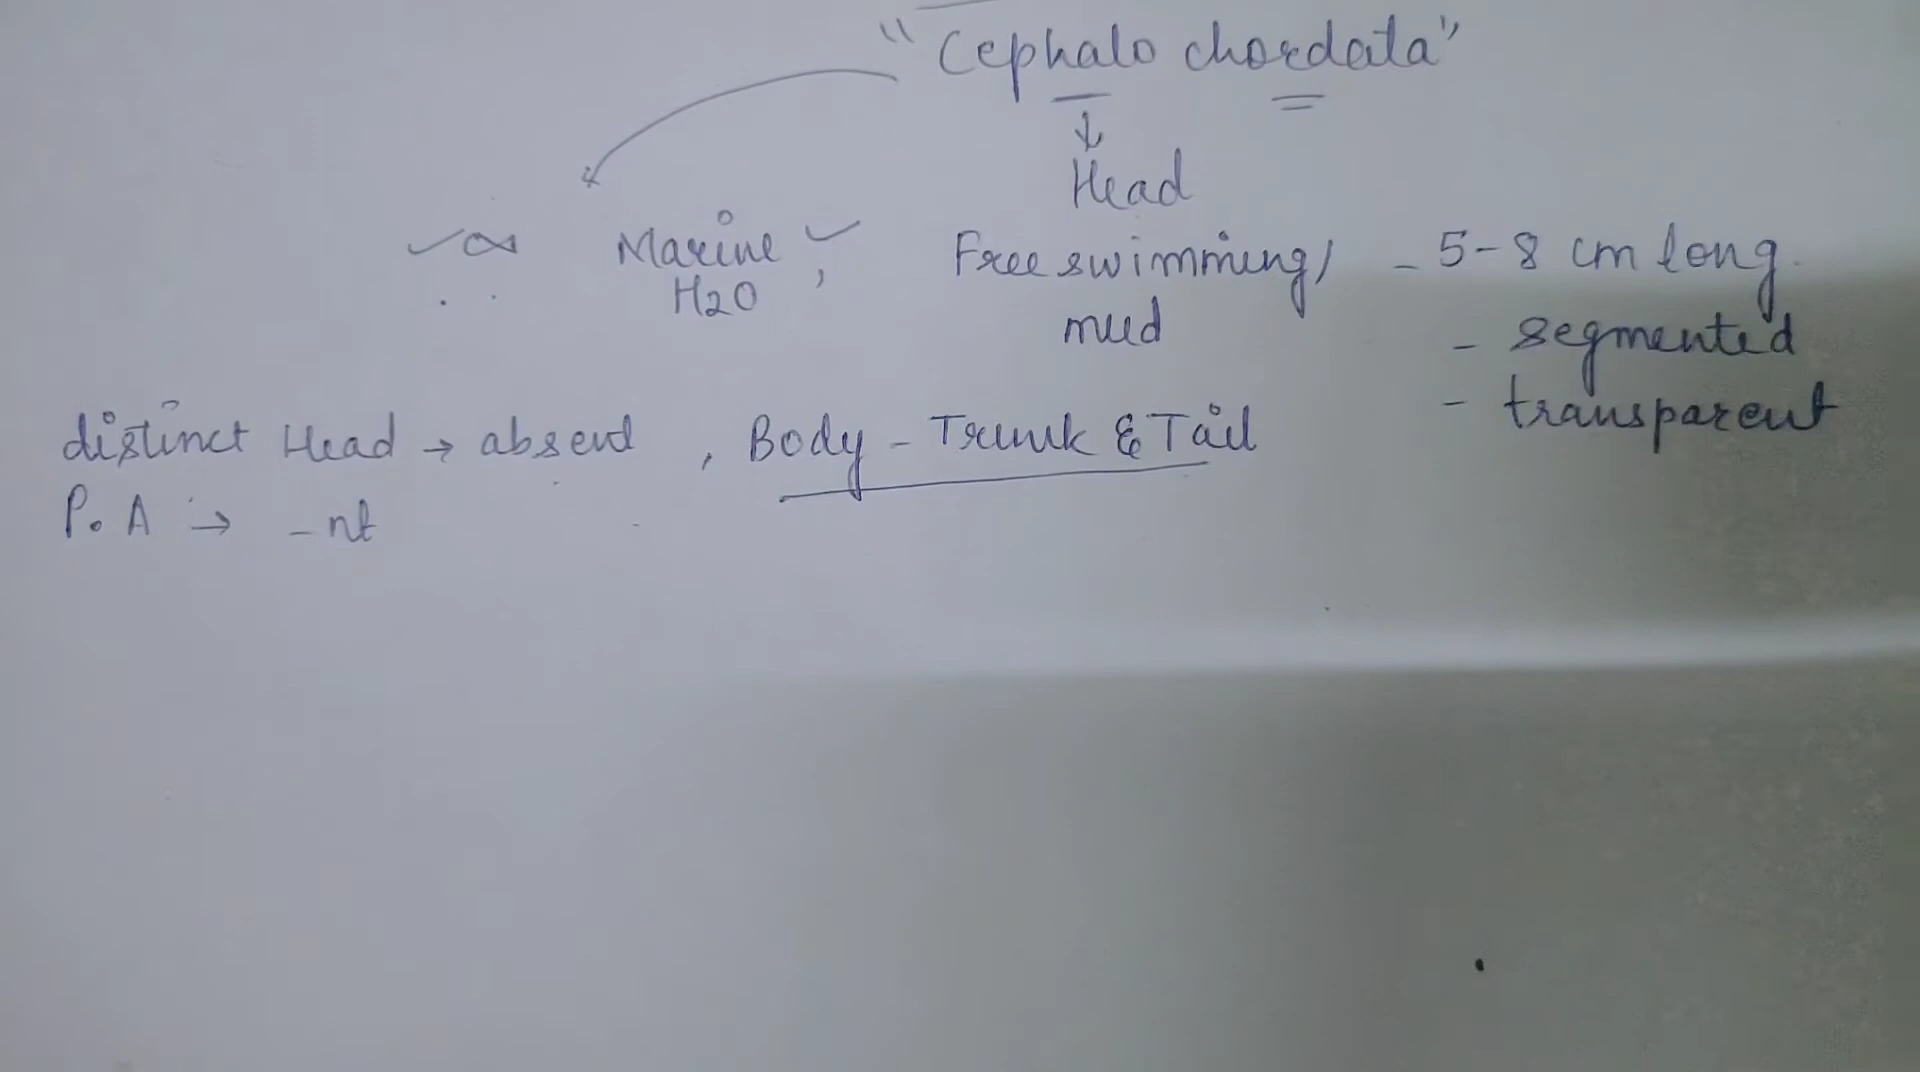 "Cephalo chordata"
↓
Head
Marine, Free swimming/ - 5-8 cm long.
H2O mud - segmented
- transparent
distinct Head → absent, Body - Trunk & Tail
P. A → - nt